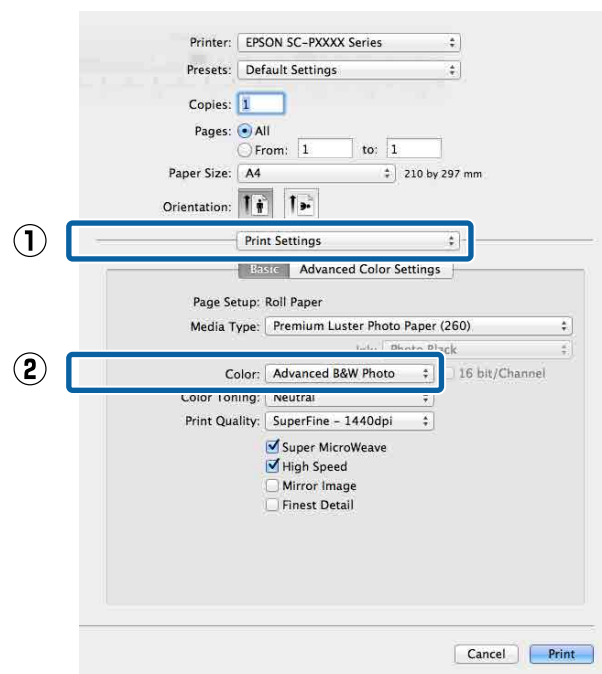 Printer: EPSON SC-PXXXX Series
Presets: Default Settings
Copies: 1
Pages: All
From: 1 to: 1
Paper Size: A4 210 by 297 mm
Orientation:
① Print Settings
Basic Advanced Color Settings
Page Setup: Roll Paper
Media Type: Premium Luster Photo Paper (260)
Ink: Photo Black
② Color: Advanced B&W Photo 16 bit/Channel
Color Toning: Neutral
Print Quality: SuperFine - 1440dpi
Super MicroWeave
High Speed
Mirror Image
Finest Detail
Cancel Print